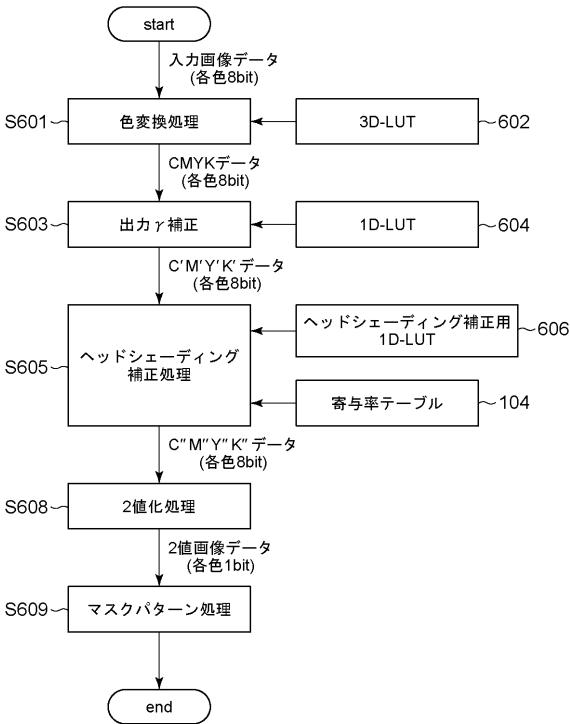 start
入力画像データ
(各色8bit)
S601
色変換処理
3D-LUT
602
CMYKデータ
(各色8bit)
S603
出力γ補正
1D-LUT
604
C′M′Y′K′データ
(各色8bit)
S605
ヘッドシェーディング
補正処理
ヘッドシェーディング補正用
1D-LUT
606
寄与率テーブル
104
C″M″Y″K″データ
(各色8bit)
S608
2値化処理
2値画像データ
(各色1bit)
S609
マスクパターン処理
end